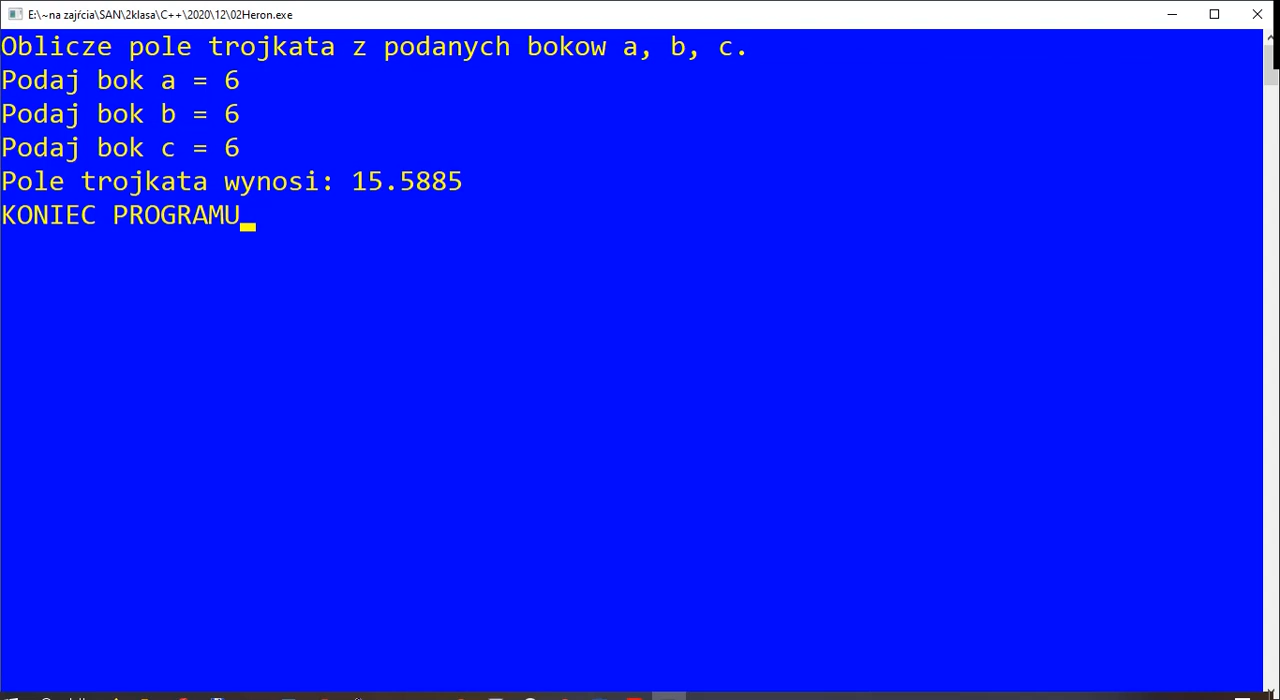 E:\~na zajŕcia\SAN\2klasa\C++\2020\12\02Heron.exe
Oblicze pole trojkata z podanych bokow a, b, c.
Podaj bok a = 6
Podaj bok b = 6
Podaj bok c = 6
Pole trojkata wynosi: 15.5885
KONIEC PROGRAMU